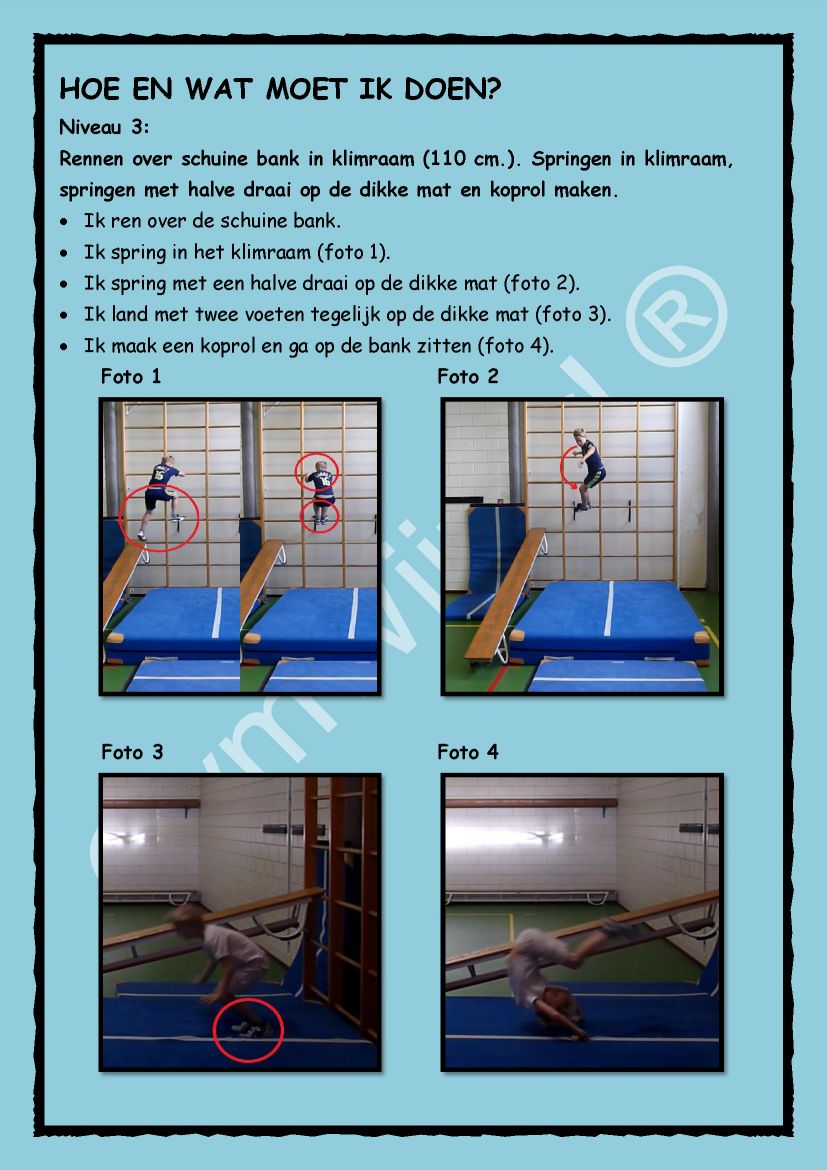 HOE EN WAT MOET IK DOEN?
Niveau 3:
Rennen over schuine bank in klimraam (110 cm.). Springen in klimraam,
springen met halve draai op de dikke mat en koprol maken.
• Ik ren over de schuine bank.
• Ik spring in het klimraam (foto 1).
• Ik spring met een halve draai op de dikke mat (foto 2).
• Ik land met twee voeten tegelijk op de dikke mat (foto 3).
• Ik maak een koprol en ga op de bank zitten (foto 4).
Foto 1 Foto 2
15
Foto 3 Foto 4
®